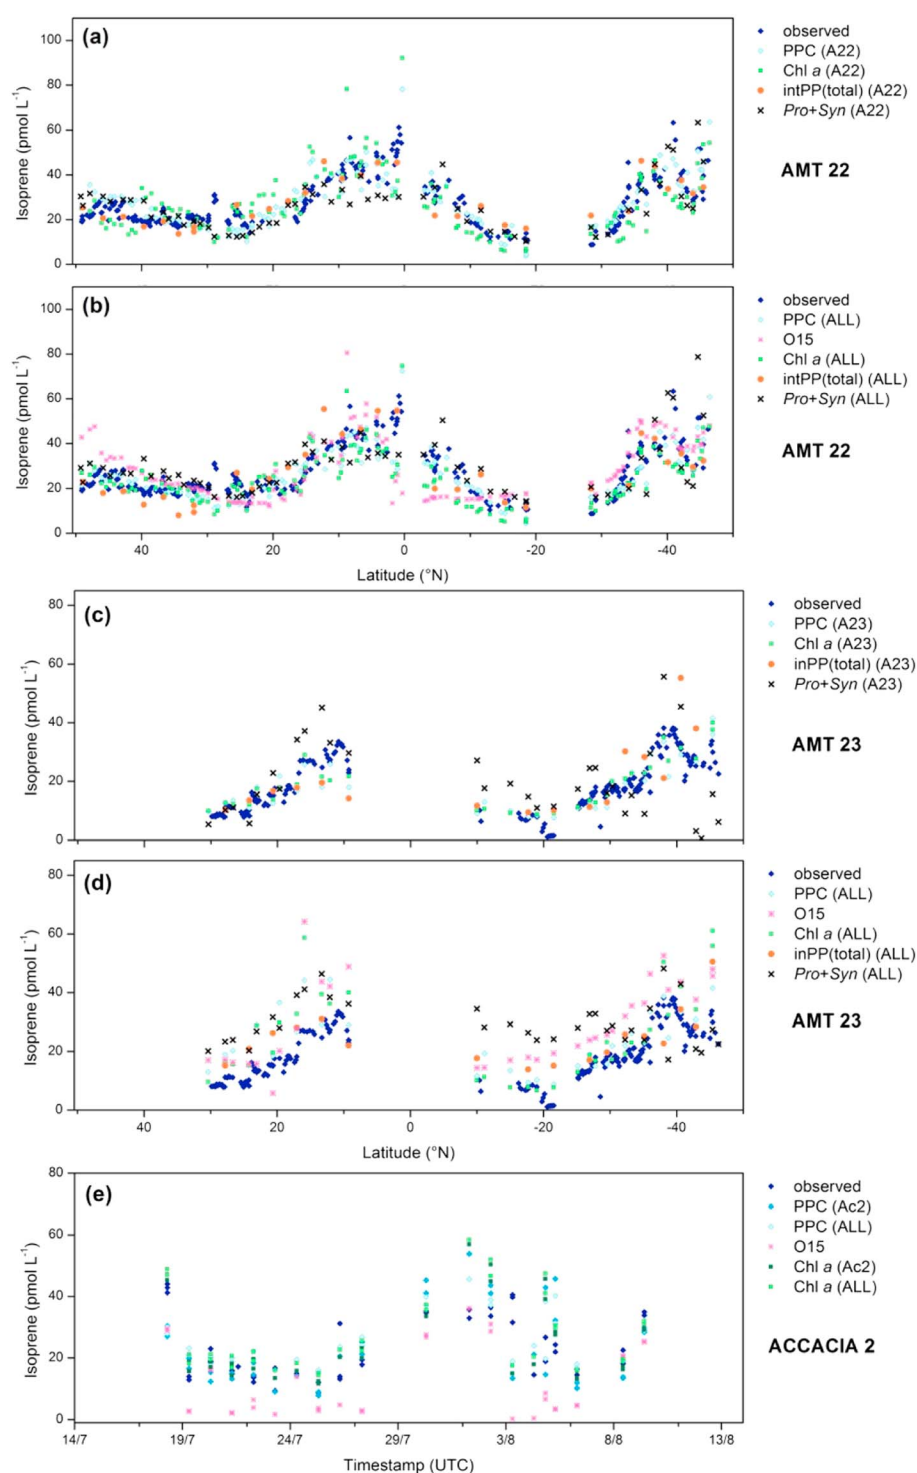 (a)
100
80
60
40
20
0
Isoprene (pmol L-1)
observed
PPC (A22)
Chl a (A22)
intPP(total) (A22)
Pro+Syn (A22)
AMT 22
(b)
100
80
60
40
20
0
Isoprene (pmol L-1)
40 20 0 -20 -40
Latitude (°N)
observed
PPC (ALL)
O15
Chl a (ALL)
intPP(total) (ALL)
Pro+Syn (ALL)
AMT 22
(c)
80
60
40
20
0
Isoprene (pmol L-1)
observed
PPC (A23)
Chl a (A23)
inPP(total) (A23)
Pro+Syn (A23)
AMT 23
(d)
80
60
40
20
0
Isoprene (pmol L-1)
40 20 0 -20 -40
Latitude (°N)
observed
PPC (ALL)
O15
Chl a (ALL)
inPP(total) (ALL)
Pro+Syn (ALL)
AMT 23
(e)
80
60
40
20
0
Isoprene (pmol L-1)
14/7 19/7 24/7 29/7 3/8 8/8 13/8
Timestamp (UTC)
observed
PPC (Ac2)
PPC (ALL)
O15
Chl a (Ac2)
Chl a (ALL)
ACCACIA 2